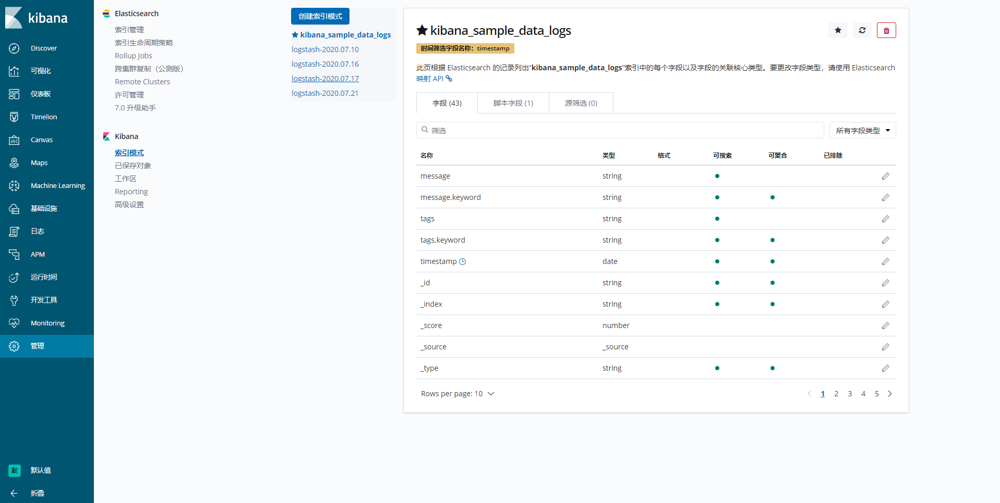 kibana
Discover
可视化
仪表板
Timelion
Canvas
Maps
Machine Learning
基础设施
日志
APM
运行时间
开发工具
Monitoring
管理
默 默认值
折叠
Elasticsearch
索引管理
索引生命周期策略
Rollup Jobs
跨集群复制（公测版）
Remote Clusters
许可管理
7.0 升级助手
Kibana
索引模式
已保存对象
工作区
Reporting
高级设置
创建索引模式
kibana_sample_data_logs
logstash-2020.07.10
logstash-2020.07.16
logstash-2020.07.17
logstash-2020.07.21
kibana_sample_data_logs
时间筛选字段名称：timestamp
此页根据 Elasticsearch 的记录列出“kibana_sample_data_logs”索引中的每个字段以及字段的关联核心类型。要更改字段类型，请使用 Elasticsearch
映射 API
字段 (43) 脚本字段 (1) 源筛选 (0)
筛选 所有字段类型
名称 类型 格式 可搜索 可聚合 已排除
message string
message.keyword string
tags string
tags.keyword string
timestamp date
_id string
_index string
_score number
_source _source
_type string
Rows per page: 10 1 2 3 4 5